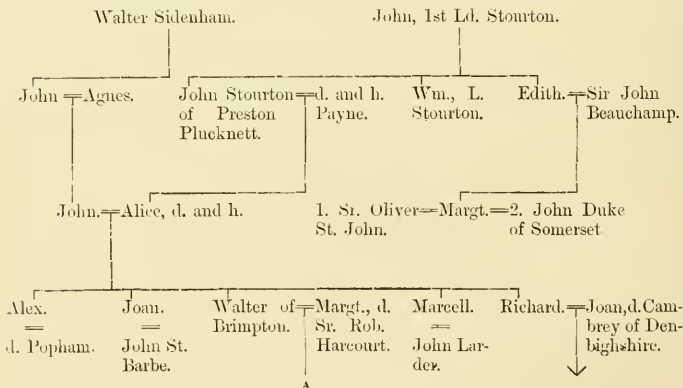 Walter Sidenham. John, 1st Ld. Stourton.
John = Agnes. John Stourton = d. and h. Wm., L. Edith. = Sir John
of Preston Payne. Stourton. Beauchamp.
Plucknett.
John. = Alice, d. and h. 1. Sr. Oliver = Margt. = 2. John Duke
St. John. of Somerset
Alex. Joan. Walter of = Margt., d. Marcell. Richard. = Joan, d. Cam-
= = Brimpton. Sr. Rob. = brey of Den-
d. Popham. John St. Harcourt. John Lar- bighshire.
Barbe. der.
A